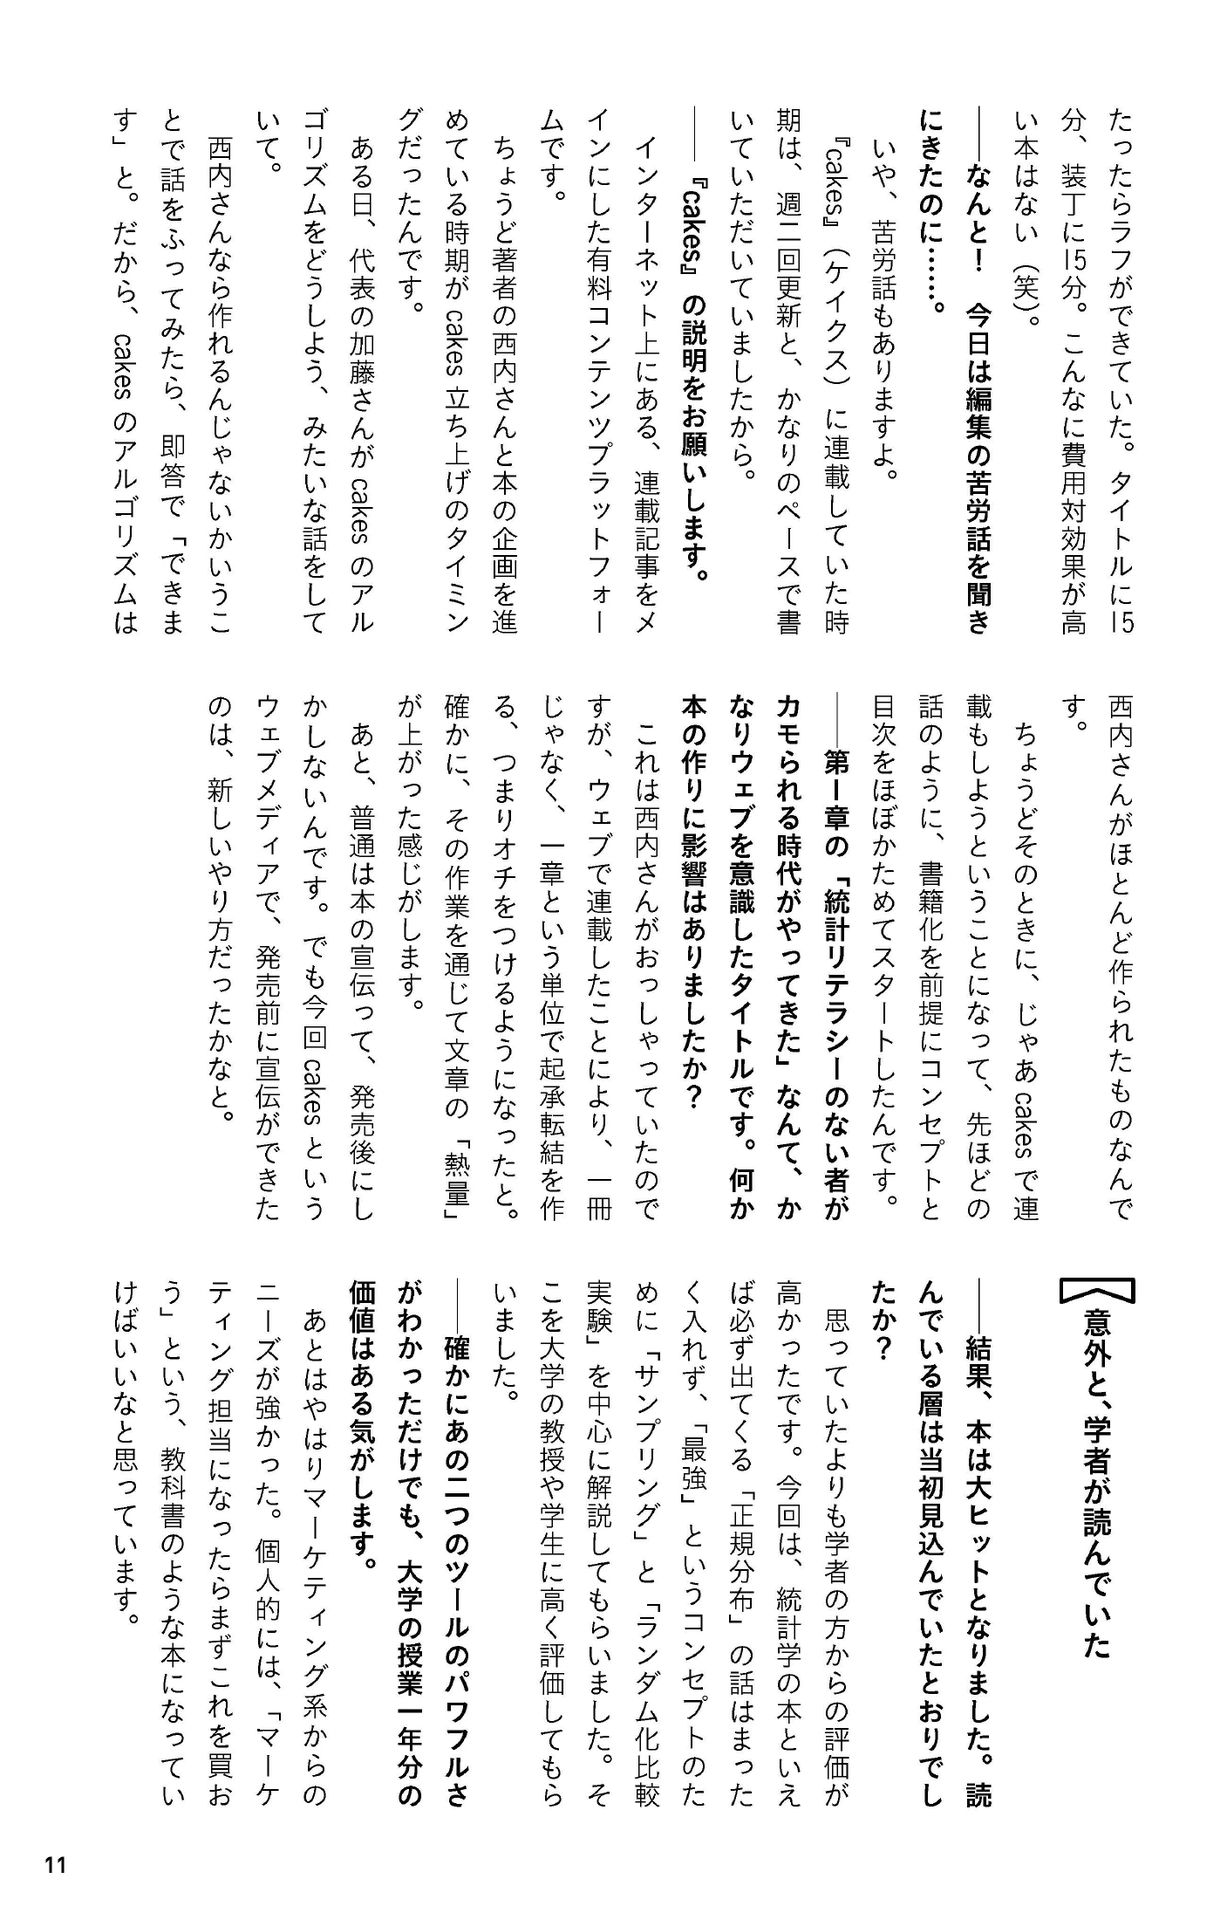 たったらラフができていた。タイトルに15
分、装丁に15分。こんなに費用対効果が高
い本はない（笑）。
――なんと！　今日は編集の苦労話を聞き
にきたのに……。
　いや、苦労話もありますよ。
　『cakes』（ケイクス）に連載していた時
期は、週二回更新と、かなりのペースで書
いていただいていましたから。
――『cakes』の説明をお願いします。
　インターネット上にある、連載記事をメ
インにした有料コンテンツプラットフォー
ムです。
　ちょうど著者の西内さんと本の企画を進
めている時期がcakes立ち上げのタイミン
グだったんです。
　ある日、代表の加藤さんがcakesのアル
ゴリズムをどうしよう、みたいな話をして
いて。
　西内さんなら作れるんじゃないかいうこ
とで話をふってみたら、即答で「できま
す」と。だから、cakesのアルゴリズムは
西内さんがほとんど作られたものなんで
す。
　ちょうどそのときに、じゃあcakesで連
載もしようということになって、先ほどの
話のように、書籍化を前提にコンセプトと
目次をほぼかためてスタートしたんです。
――第1章の「統計リテラシーのない者が
カモられる時代がやってきた」なんて、か
なりウェブを意識したタイトルです。何か
本の作りに影響はありましたか？
　これは西内さんがおっしゃっていたので
すが、ウェブで連載したことにより、一冊
じゃなく、一章という単位で起承転結を作
る、つまりオチをつけるようになったと。
確かに、その作業を通じて文章の「熱量」
が上がった感じがします。
　あと、普通は本の宣伝って、発売後にし
かしないんです。でも今回cakesという
ウェブメディアで、発売前に宣伝ができた
のは、新しいやり方だったかなと。
意外と、学者が読んでいた
――結果、本は大ヒットとなりました。読
んでいる層は当初見込んでいたとおりでし
たか？
　思っていたよりも学者の方からの評価が
高かったです。今回は、統計学の本といえ
ば必ず出てくる「正規分布」の話はまった
く入れず、「最強」というコンセプトのた
めに「サンプリング」と「ランダム化比較
実験」を中心に解説してもらいました。そ
こを大学の教授や学生に高く評価してもら
いました。
――確かにあの二つのツールのパワフルさ
がわかっただけでも、大学の授業一年分の
価値はある気がします。
　あとはやはりマーケティング系からの
ニーズが強かった。個人的には、「マーケ
ティング担当になったらまずこれを買お
う」という、教科書のような本になってい
けばいいなと思っています。
11